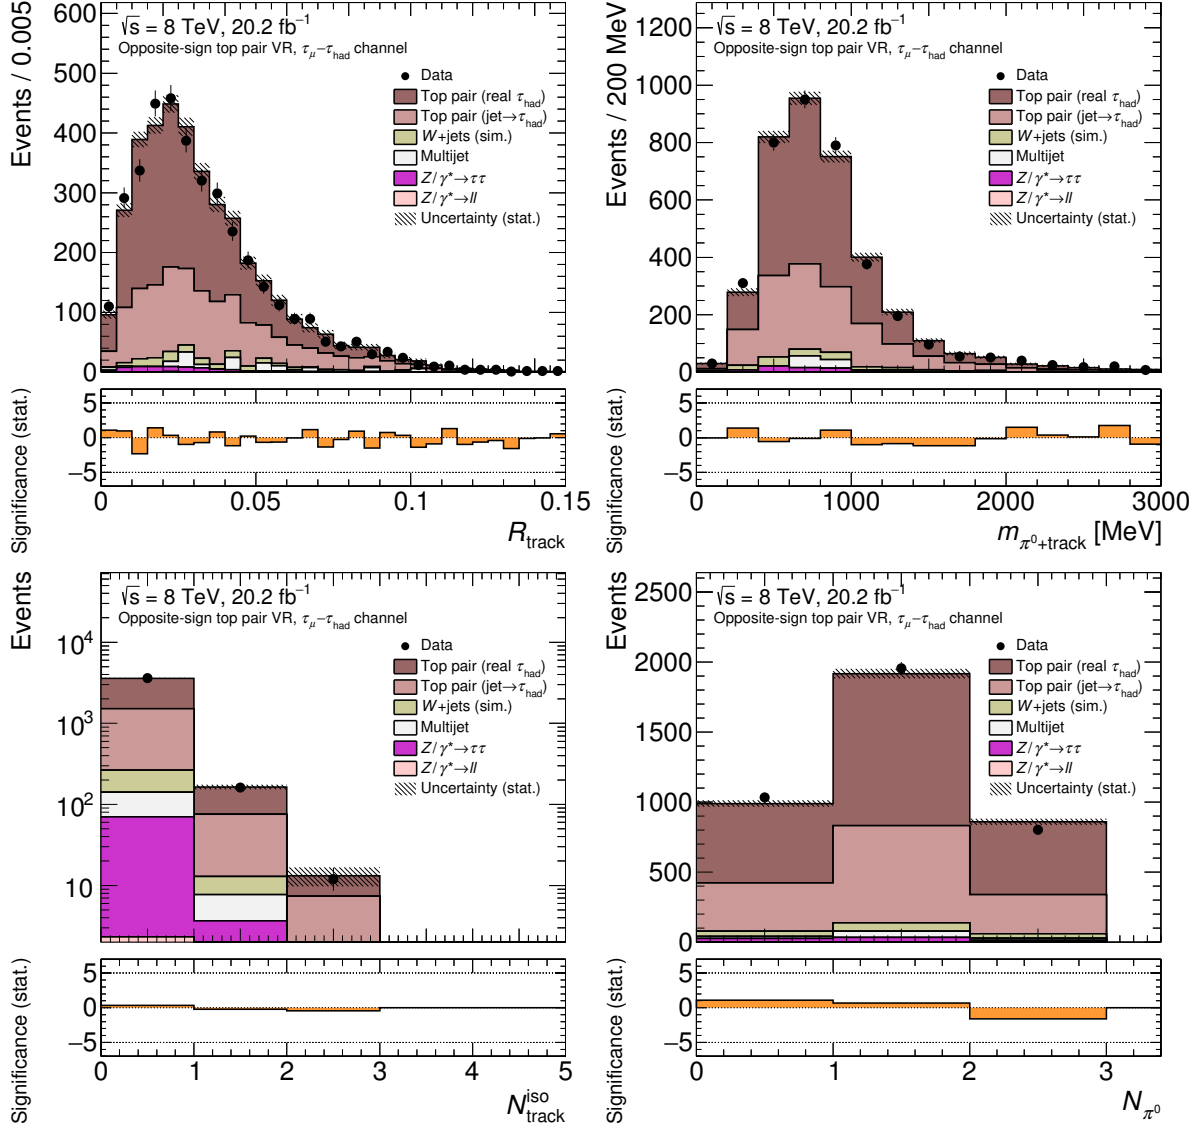 Events / 0.005
600
500
400
300
200
100
0
√s = 8 TeV, 20.2 fb⁻¹
Opposite-sign top pair VR, τμ−τhad channel
Data
Top pair (real τhad)
Top pair (jet→τhad)
W+jets (sim.)
Multijet
Z/γ*→ττ
Z/γ*→ll
Uncertainty (stat.)
Significance (stat.)
5
0
−5
0 0.05 0.1 0.15
Rtrack
Events / 200 MeV
1200
1000
800
600
400
200
0
√s = 8 TeV, 20.2 fb⁻¹
Opposite-sign top pair VR, τμ−τhad channel
Data
Top pair (real τhad)
Top pair (jet→τhad)
W+jets (sim.)
Multijet
Z/γ*→ττ
Z/γ*→ll
Uncertainty (stat.)
Significance (stat.)
5
0
−5
0 1000 2000 3000
mπ⁰+track [MeV]
Events
10⁴
10³
10²
10
√s = 8 TeV, 20.2 fb⁻¹
Opposite-sign top pair VR, τμ−τhad channel
Data
Top pair (real τhad)
Top pair (jet→τhad)
W+jets (sim.)
Multijet
Z/γ*→ττ
Z/γ*→ll
Uncertainty (stat.)
Significance (stat.)
5
0
−5
0 1 2 3 4 5
Nisotrack
Events
2500
2000
1500
1000
500
0
√s = 8 TeV, 20.2 fb⁻¹
Opposite-sign top pair VR, τμ−τhad channel
Data
Top pair (real τhad)
Top pair (jet→τhad)
W+jets (sim.)
Multijet
Z/γ*→ττ
Z/γ*→ll
Uncertainty (stat.)
Significance (stat.)
5
0
−5
0 1 2 3
Nπ⁰